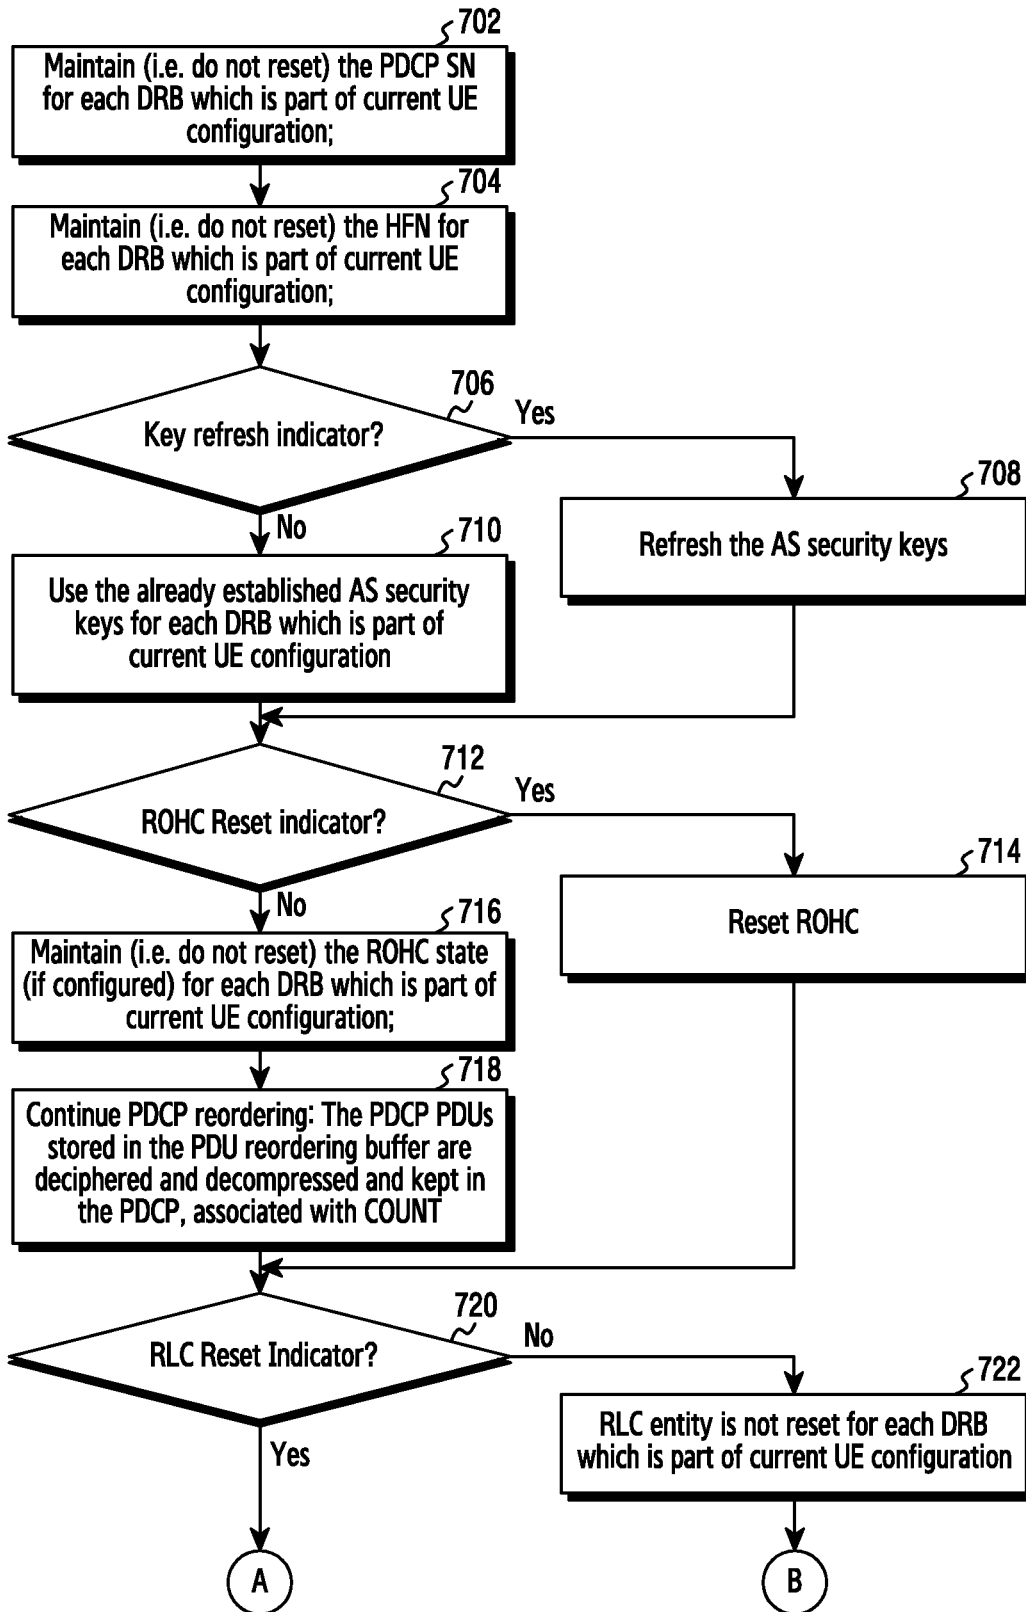 702
Maintain (i.e. do not reset) the PDCP SN
for each DRB which is part of current UE
configuration;
704
Maintain (i.e. do not reset) the HFN for
each DRB which is part of current UE
configuration;
706
Key refresh indicator?
Yes
No
708
Refresh the AS security keys
710
Use the already established AS security
keys for each DRB which is part of
current UE configuration
712
ROHC Reset indicator?
Yes
No
714
Reset ROHC
716
Maintain (i.e. do not reset) the ROHC state
(if configured) for each DRB which is part of
current UE configuration;
718
Continue PDCP reordering: The PDCP PDUs
stored in the PDU reordering buffer are
deciphered and decompressed and kept in
the PDCP, associated with COUNT
720
RLC Reset Indicator?
No
Yes
722
RLC entity is not reset for each DRB
which is part of current UE configuration
A
B